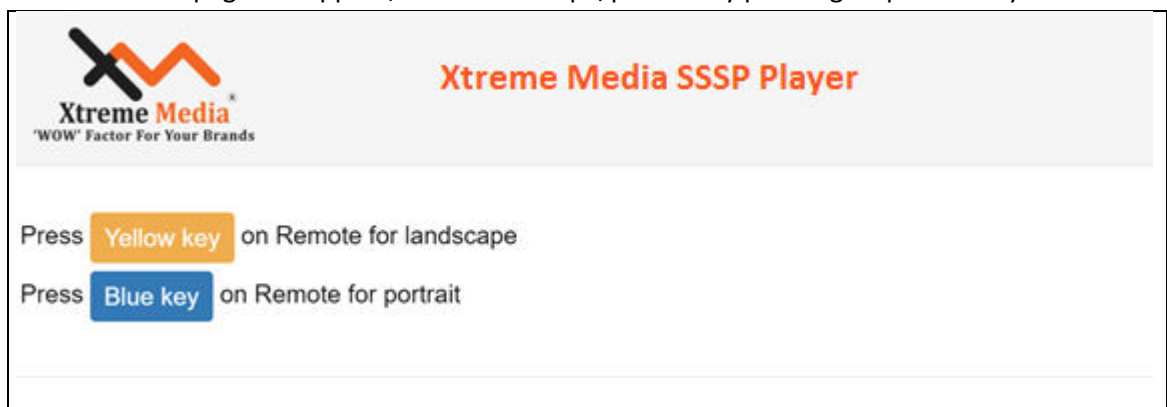 Xtreme Media SSSP Player
Xtreme Media®
'WOW' Factor For Your Brands
Press Yellow key on Remote for landscape
Press Blue key on Remote for portrait